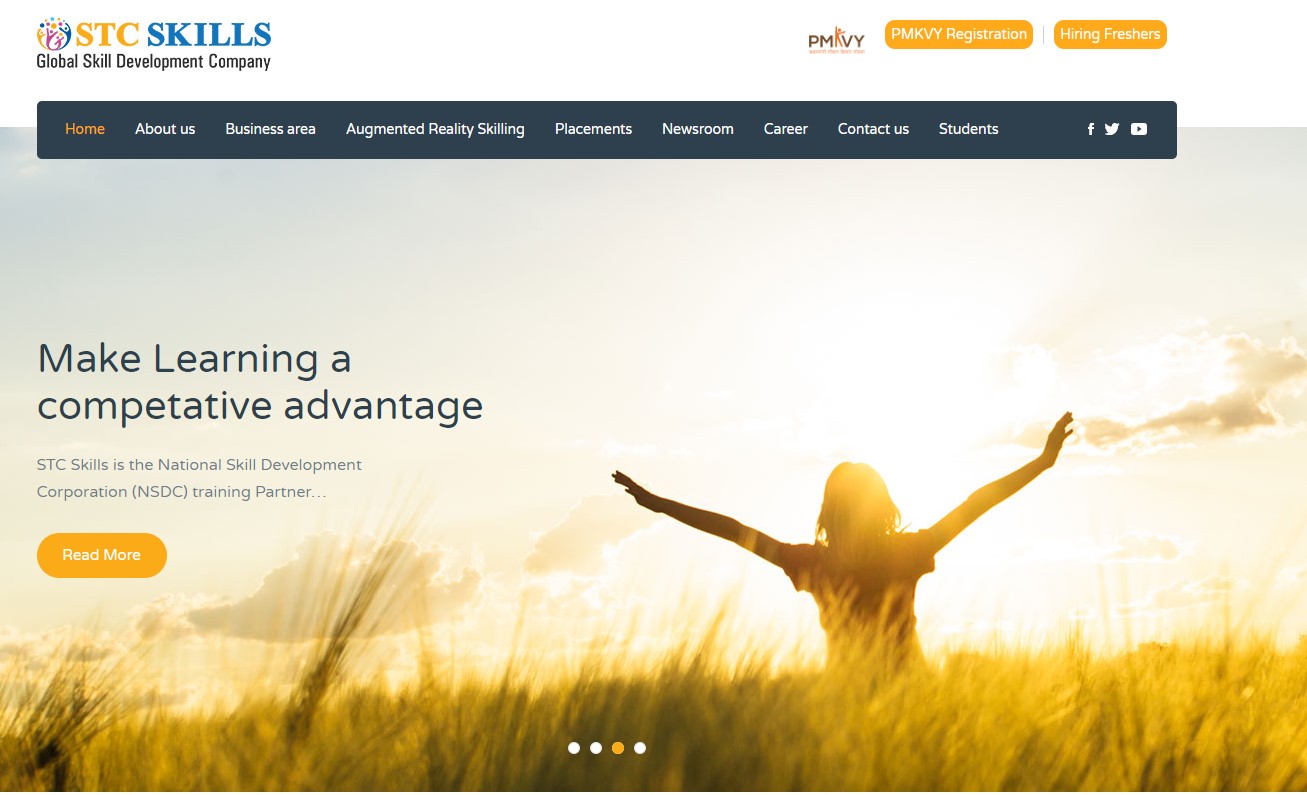 STC SKILLS
Global Skill Development Company
PMKVY
PMKVY Registration
Hiring Freshers
Home
About us
Business area
Augmented Reality Skilling
Placements
Newsroom
Career
Contact us
Students
Make Learning a
competative advantage
STC Skills is the National Skill Development
Corporation (NSDC) training Partner…
Read More